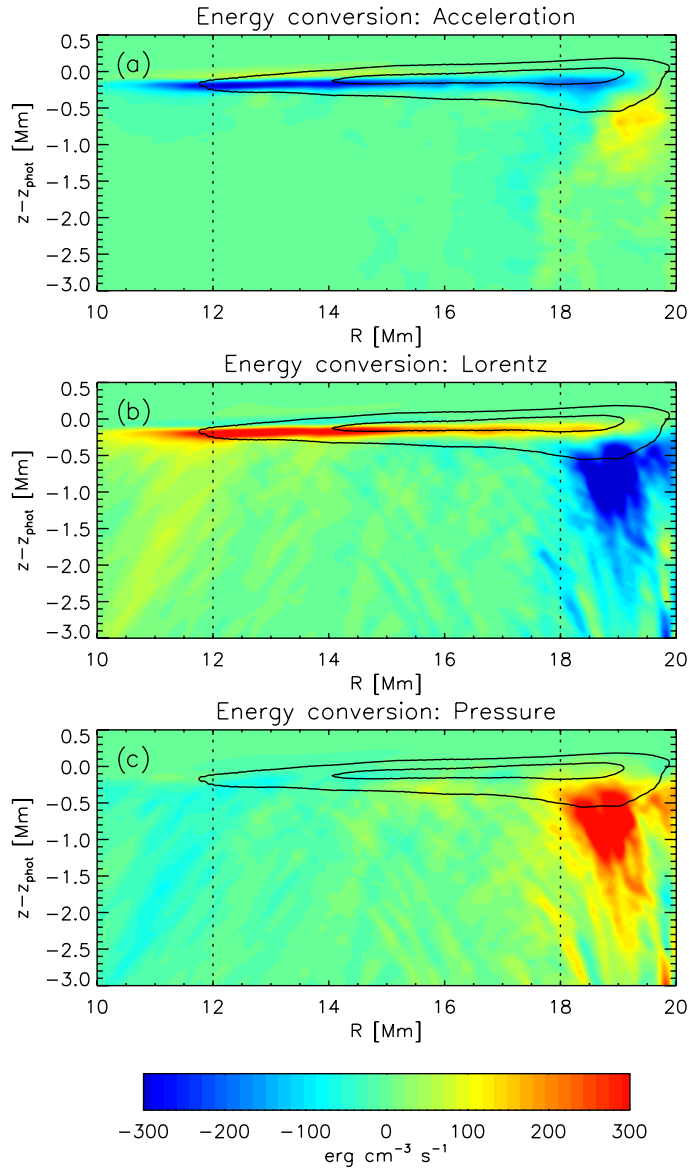 Energy conversion: Acceleration
(a)
0.5
0.0
−0.5
−1.0
−1.5
−2.0
−2.5
−3.0
z−z_phot [Mm]
10 12 14 16 18 20
R [Mm]
Energy conversion: Lorentz
(b)
0.5
0.0
−0.5
−1.0
−1.5
−2.0
−2.5
−3.0
z−z_phot [Mm]
10 12 14 16 18 20
R [Mm]
Energy conversion: Pressure
(c)
0.5
0.0
−0.5
−1.0
−1.5
−2.0
−2.5
−3.0
z−z_phot [Mm]
10 12 14 16 18 20
R [Mm]
−300 −200 −100 0 100 200 300
erg cm⁻³ s⁻¹